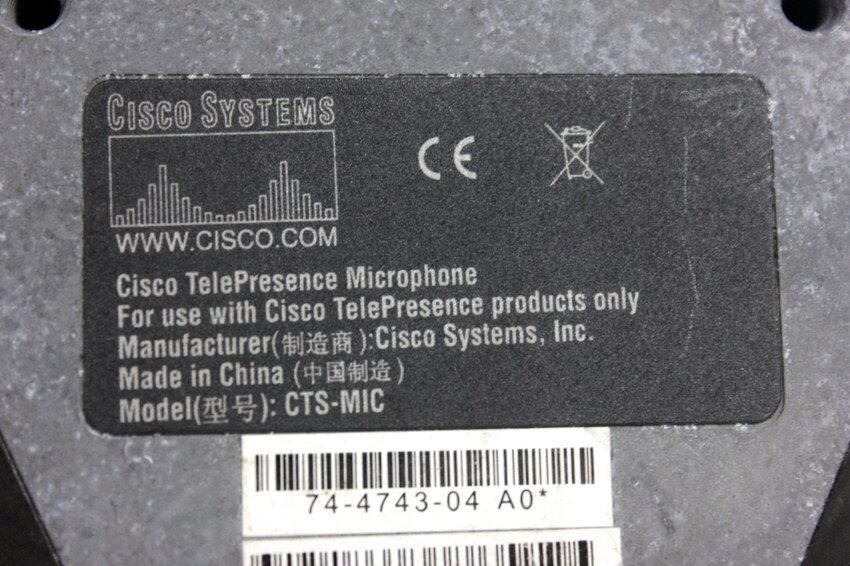 CISCO SYSTEMS
WWW.CISCO.COM
CE
Cisco TelePresence Microphone
For use with Cisco TelePresence products only
Manufacturer(制造商):Cisco Systems, Inc.
Made in China (中国制造)
Model(型号): CTS-MIC
74-4743-04 A0*